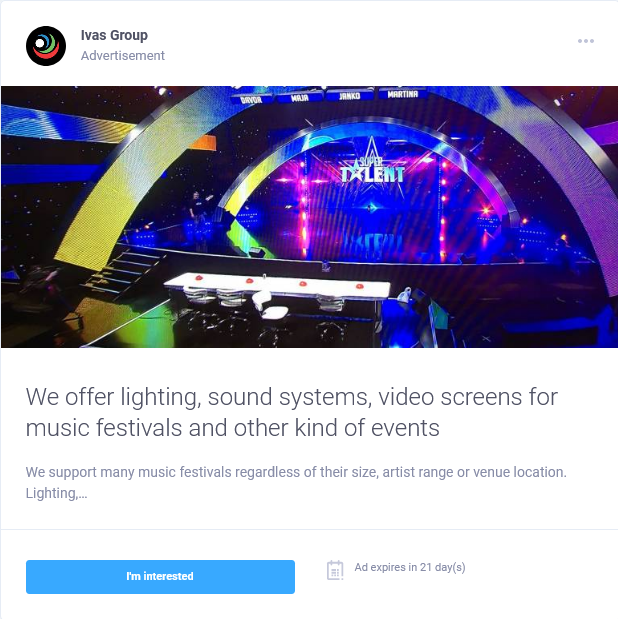 Ivas Group
Advertisement
DAVOR MAJA JANKO MARTINA
SUPER
TALENT
We offer lighting, sound systems, video screens for
music festivals and other kind of events
We support many music festivals regardless of their size, artist range or venue location.
Lighting,...
I'm interested
Ad expires in 21 day(s)